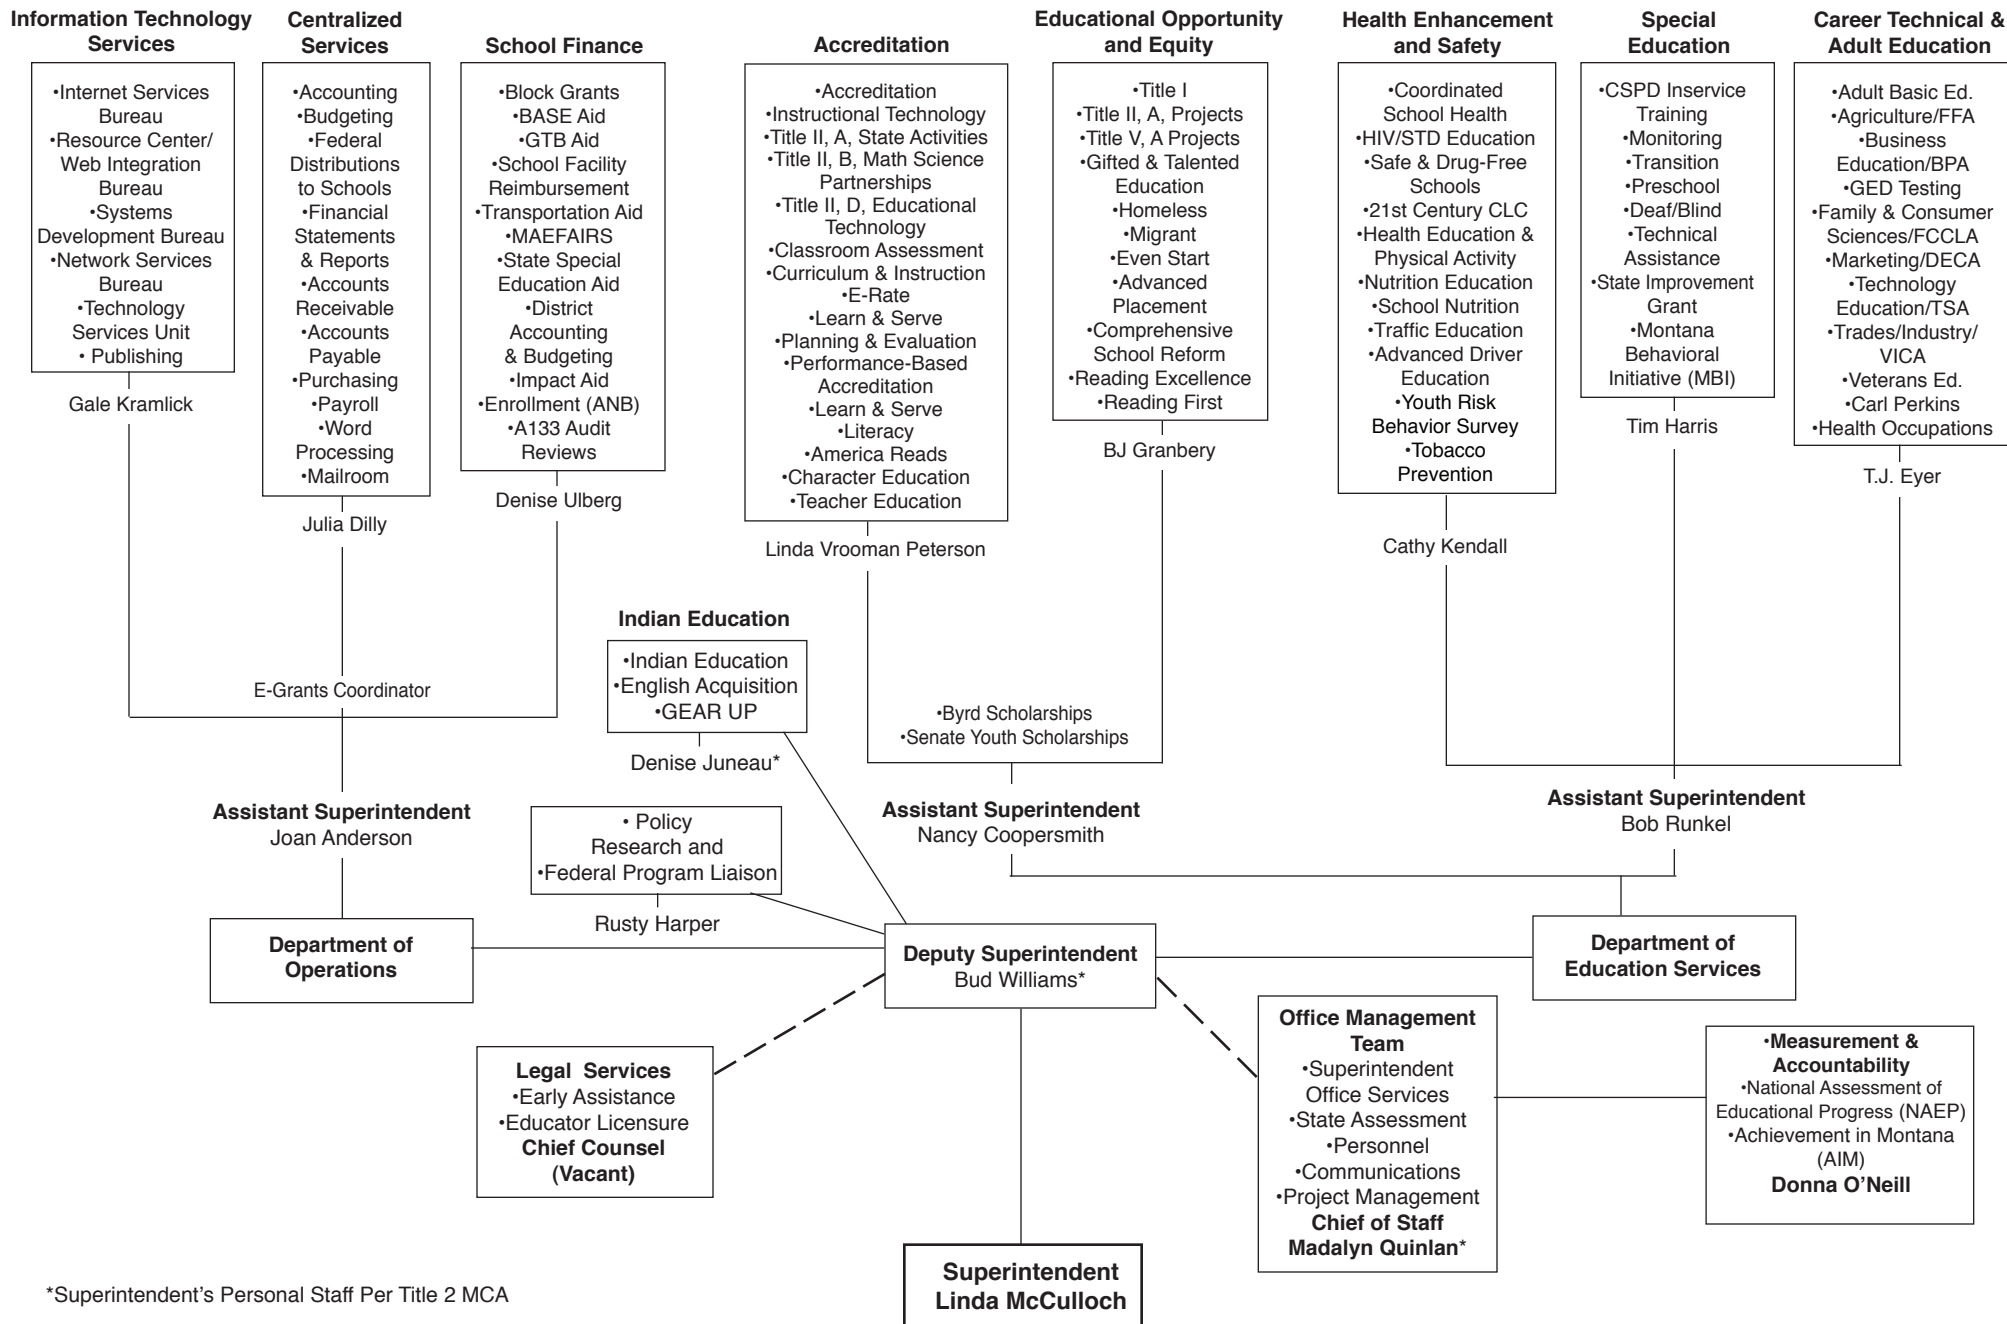 Information Technology
Services
•Internet Services
Bureau
•Resource Center/
Web Integration
Bureau
•Systems
Development Bureau
•Network Services
Bureau
•Technology
Services Unit
• Publishing
Gale Kramlick
Centralized
Services
•Accounting
•Budgeting
•Federal
Distributions
to Schools
•Financial
Statements
& Reports
•Accounts
Receivable
•Accounts
Payable
•Purchasing
•Payroll
•Word
Processing
•Mailroom
Julia Dilly
School Finance
•Block Grants
•BASE Aid
•GTB Aid
•School Facility
Reimbursement
•Transportation Aid
•MAEFAIRS
•State Special
Education Aid
•District
Accounting
& Budgeting
•Impact Aid
•Enrollment (ANB)
•A133 Audit
Reviews
Denise Ulberg
Accreditation
•Accreditation
•Instructional Technology
•Title II, A, State Activities
•Title II, B, Math Science
Partnerships
•Title II, D, Educational
Technology
•Classroom Assessment
•Curriculum & Instruction
•E-Rate
•Learn & Serve
•Planning & Evaluation
•Performance-Based
Accreditation
•Learn & Serve
•Literacy
•America Reads
•Character Education
•Teacher Education
Linda Vrooman Peterson
Educational Opportunity
and Equity
•Title I
•Title II, A, Projects
•Title V, A Projects
•Gifted & Talented
Education
•Homeless
•Migrant
•Even Start
•Advanced
Placement
•Comprehensive
School Reform
•Reading Excellence
•Reading First
BJ Granbery
Health Enhancement
and Safety
•Coordinated
School Health
•HIV/STD Education
•Safe & Drug-Free
Schools
•21st Century CLC
•Health Education &
Physical Activity
•Nutrition Education
•School Nutrition
•Traffic Education
•Advanced Driver
Education
•Youth Risk
Behavior Survey
•Tobacco
Prevention
Cathy Kendall
Special
Education
•CSPD Inservice
Training
•Monitoring
•Transition
•Preschool
•Deaf/Blind
•Technical
Assistance
•State Improvement
Grant
•Montana
Behavioral
Initiative (MBI)
Tim Harris
Career Technical &
Adult Education
•Adult Basic Ed.
•Agriculture/FFA
•Business
Education/BPA
•GED Testing
•Family & Consumer
Sciences/FCCLA
•Marketing/DECA
•Technology
Education/TSA
•Trades/Industry/
VICA
•Veterans Ed.
•Carl Perkins
•Health Occupations
T.J. Eyer
E-Grants Coordinator
Indian Education
•Indian Education
•English Acquisition
•GEAR UP
Denise Juneau*
•Byrd Scholarships
•Senate Youth Scholarships
Assistant Superintendent
Joan Anderson
• Policy
Research and
•Federal Program Liaison
Rusty Harper
Assistant Superintendent
Nancy Coopersmith
Assistant Superintendent
Bob Runkel
Department of
Operations
Deputy Superintendent
Bud Williams*
Department of
Education Services
Legal Services
•Early Assistance
•Educator Licensure
Chief Counsel
(Vacant)
Office Management
Team
•Superintendent
Office Services
•State Assessment
•Personnel
•Communications
•Project Management
Chief of Staff
Madalyn Quinlan*
•Measurement &
Accountability
•National Assessment of
Educational Progress (NAEP)
•Achievement in Montana
(AIM)
Donna O’Neill
Superintendent
Linda McCulloch
*Superintendent’s Personal Staff Per Title 2 MCA